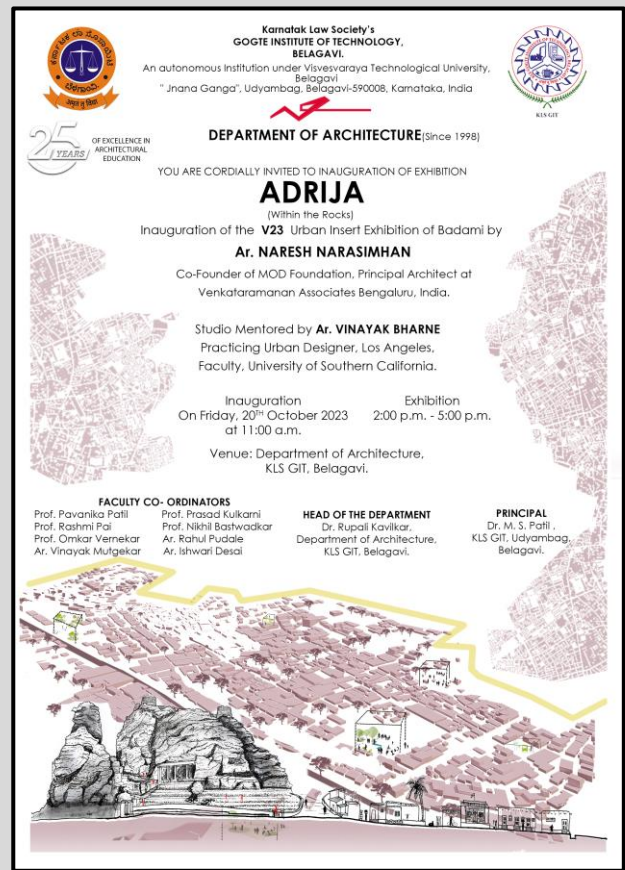 Karnatak Law Society's
GOGTE INSTITUTE OF TECHNOLOGY,
BELAGAVI.
An autonomous Institution under Visvesvaraya Technological University,
Belagavi
" Jnana Ganga", Udyambag, Belagavi-590008, Karnataka, India
ಕರ್ನಾಟಕ ಲಾ ಸೊಸಾಯಿಟಿ
ಬೆಳಗಾವಿ.
KLS GIT
25
YEARS
OF EXCELLENCE IN
ARCHITECTURAL
EDUCATION
DEPARTMENT OF ARCHITECTURE(Since 1998)
YOU ARE CORDIALLY INVITED TO INAUGURATION OF EXHIBITION
ADRIJA
(Within the Rocks)
Inauguration of the V23 Urban Insert Exhibition of Badami by
Ar. NARESH NARASIMHAN
Co-Founder of MOD Foundation, Principal Architect at
Venkataramanan Associates Bengaluru, India.
Studio Mentored by Ar. VINAYAK BHARNE
Practicing Urban Designer, Los Angeles,
Faculty, University of Southern California.
Inauguration
On Friday, 20TH October 2023
at 11:00 a.m.
Exhibition
2:00 p.m. - 5:00 p.m.
Venue: Department of Architecture,
KLS GIT, Belagavi.
FACULTY CO- ORDINATORS
Prof. Pavanika Patil
Prof. Rashmi Pai
Prof. Omkar Vernekar
Ar. Vinayak Mutgekar
Prof. Prasad Kulkarni
Prof. Nikhil Bastwadkar
Ar. Rahul Pudale
Ar. Ishwari Desai
HEAD OF THE DEPARTMENT
Dr. Rupali Kavilkar,
Department of Architecture,
KLS GIT, Belagavi.
PRINCIPAL
Dr. M. S. Patil ,
KLS GIT, Udyambag,
Belagavi.